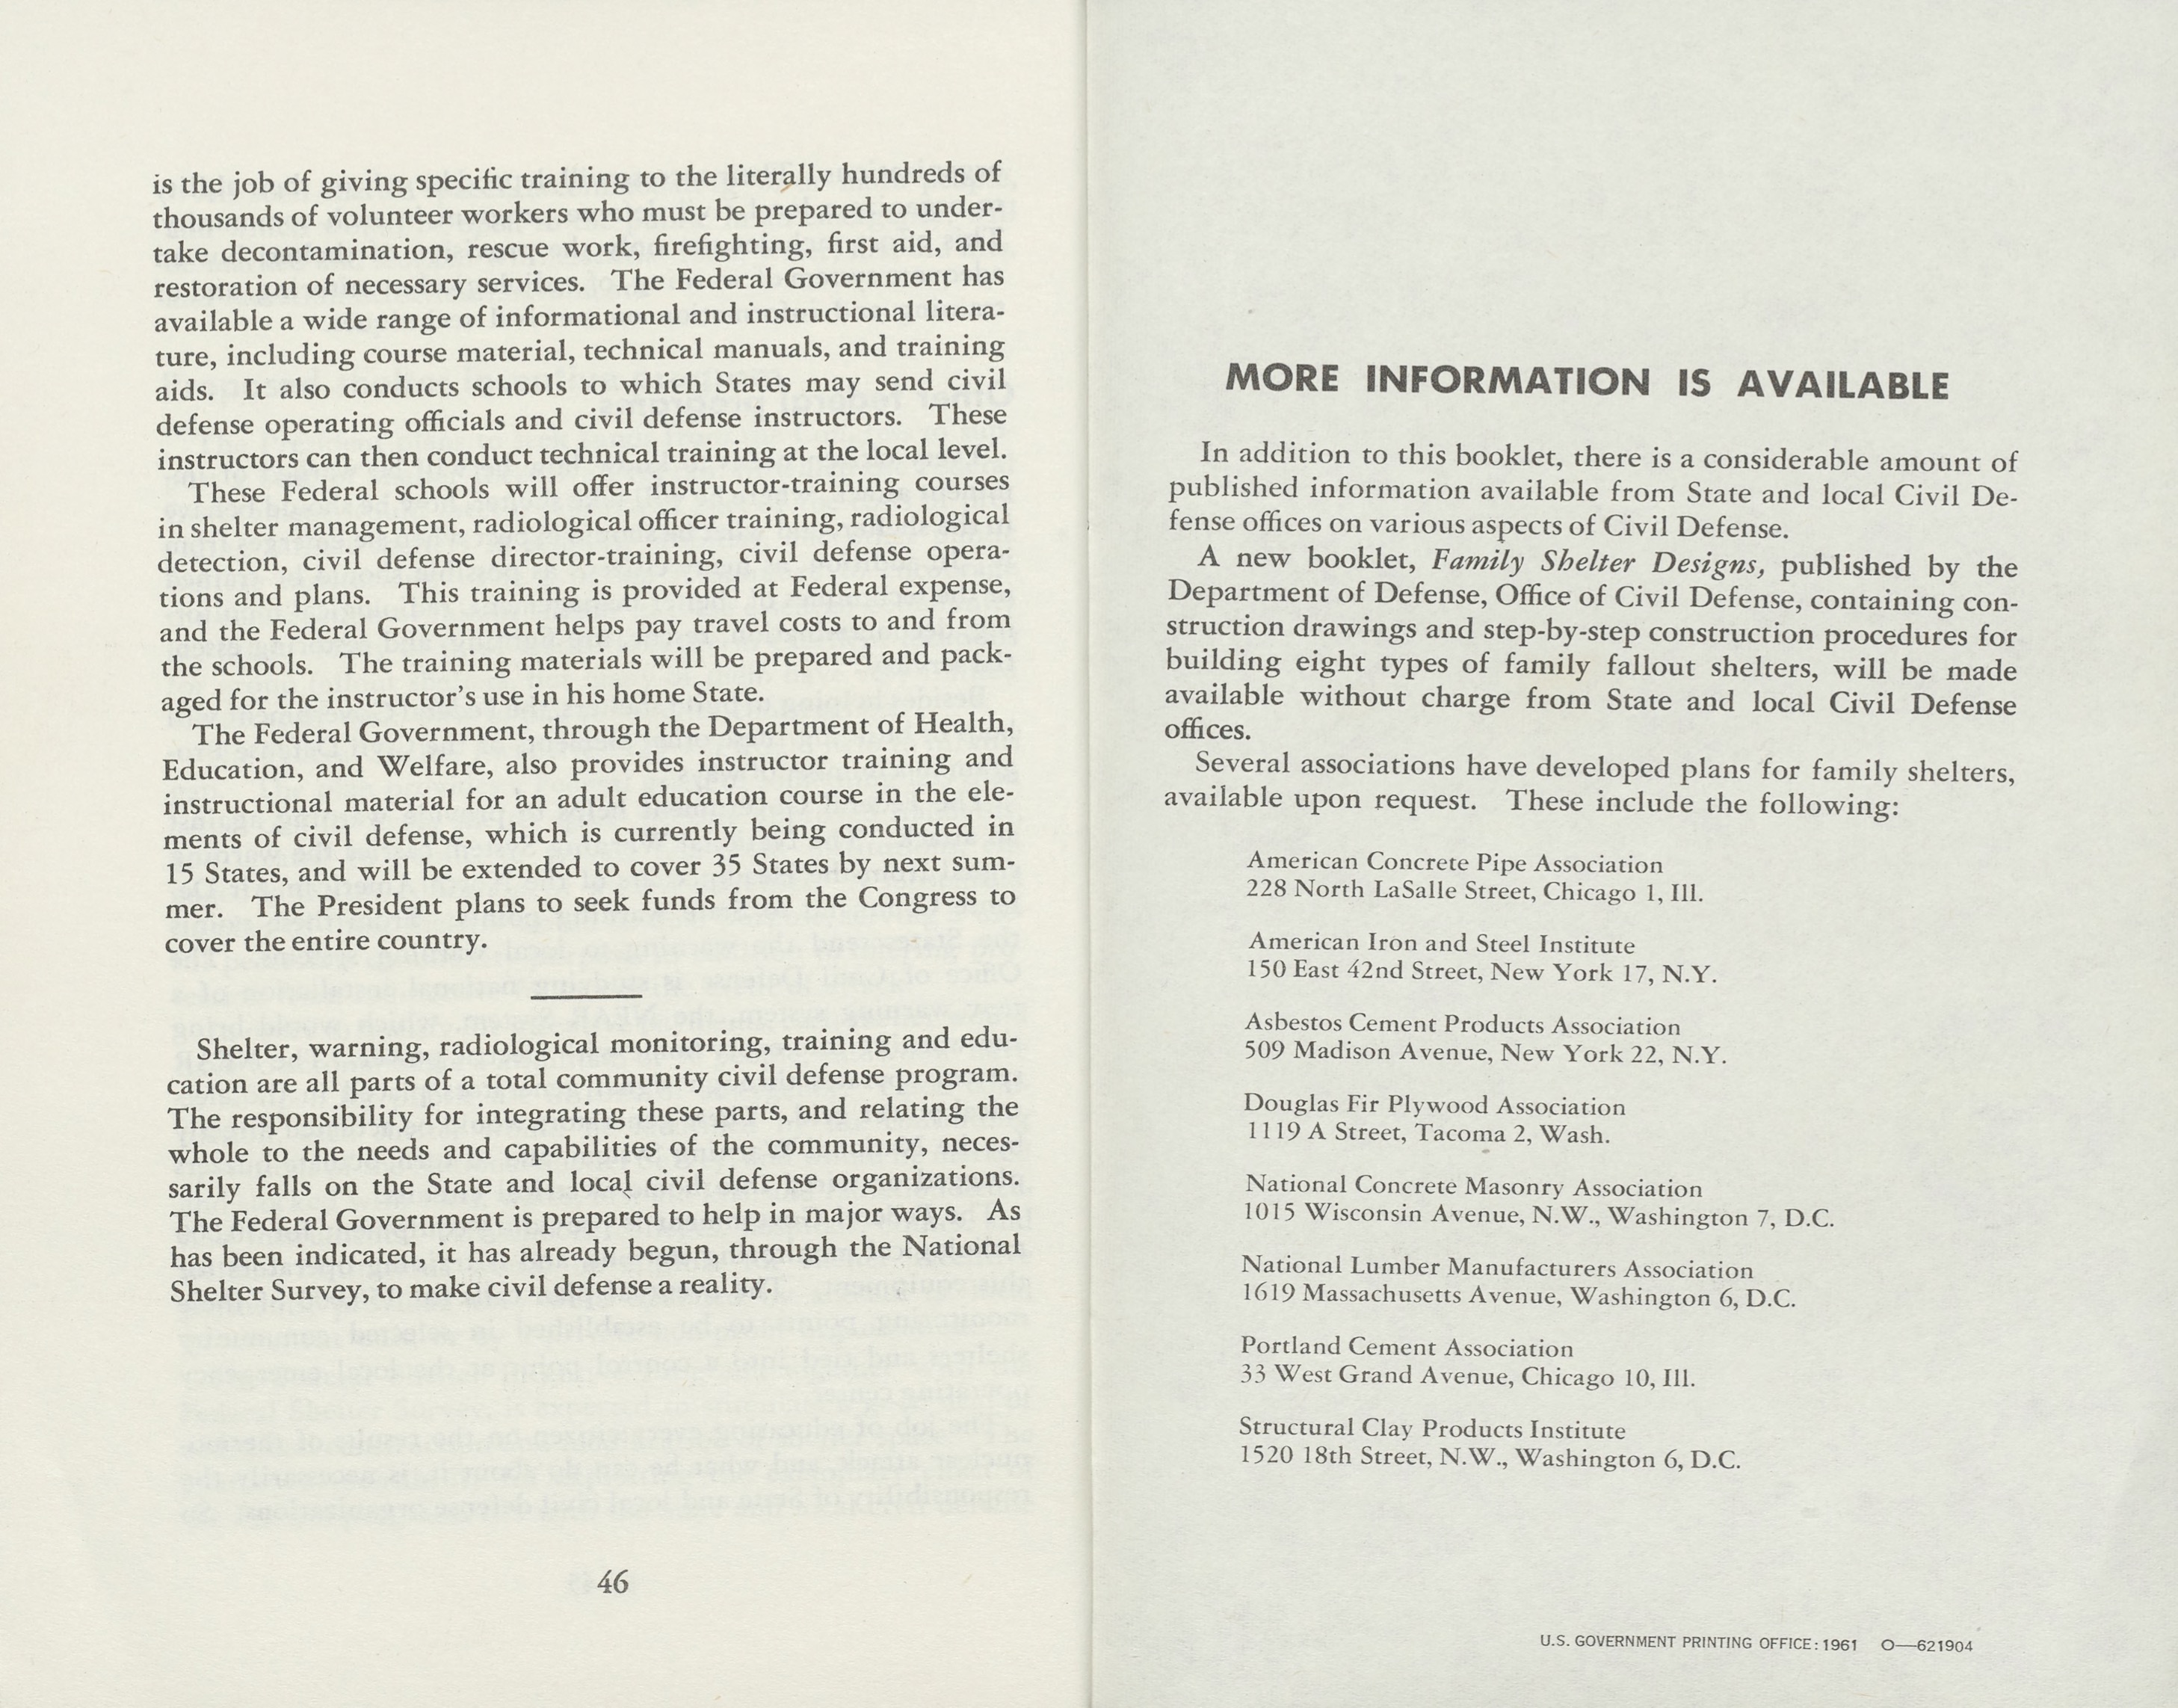 is the job of giving specific training to the literally hundreds of
thousands of volunteer workers who must be prepared to under-
take decontamination, rescue work, firefighting, first aid, and
restoration of necessary services. The Federal Government has
available a wide range of informational and instructional litera-
ture, including course material, technical manuals, and training
aids. It also conducts schools to which States may send civil
defense operating officials and civil defense instructors. These
instructors can then conduct technical training at the local level.
These Federal schools will offer instructor-training courses
in shelter management, radiological officer training, radiological
detection, civil defense director-training, civil defense opera-
tions and plans. This training is provided at Federal expense,
and the Federal Government helps pay travel costs to and from
the schools. The training materials will be prepared and pack-
aged for the instructor's use in his home State.
The Federal Government, through the Department of Health,
Education, and Welfare, also provides instructor training and
instructional material for an adult education course in the ele-
ments of civil defense, which is currently being conducted in
15 States, and will be extended to cover 35 States by next sum-
mer. The President plans to seek funds from the Congress to
cover the entire country.
Shelter, warning, radiological monitoring, training and edu-
cation are all parts of a total community civil defense program.
The responsibility for integrating these parts, and relating the
whole to the needs and capabilities of the community, neces-
sarily falls on the State and local civil defense organizations.
The Federal Government is prepared to help in major ways. As
has been indicated, it has already begun, through the National
Shelter Survey, to make civil defense a reality.
46
MORE INFORMATION IS AVAILABLE
In addition to this booklet, there is a considerable amount of
published information available from State and local Civil De-
fense offices on various aspects of Civil Defense.
A new booklet, Family Shelter Designs, published by the
Department of Defense, Office of Civil Defense, containing con-
struction drawings and step-by-step construction procedures for
building eight types of family fallout shelters, will be made
available without charge from State and local Civil Defense
offices.
Several associations have developed plans for family shelters,
available upon request. These include the following:
American Concrete Pipe Association
228 North LaSalle Street, Chicago 1, Ill.
American Iron and Steel Institute
150 East 42nd Street, New York 17, N.Y.
Asbestos Cement Products Association
509 Madison Avenue, New York 22, N.Y.
Douglas Fir Plywood Association
1119 A Street, Tacoma 2, Wash.
National Concrete Masonry Association
1015 Wisconsin Avenue, N.W., Washington 7, D.C.
National Lumber Manufacturers Association
1619 Massachusetts Avenue, Washington 6, D.C.
Portland Cement Association
33 West Grand Avenue, Chicago 10, Ill.
Structural Clay Products Institute
1520 18th Street, N.W., Washington 6, D.C.
U.S. GOVERNMENT PRINTING OFFICE: 1961 O—621904